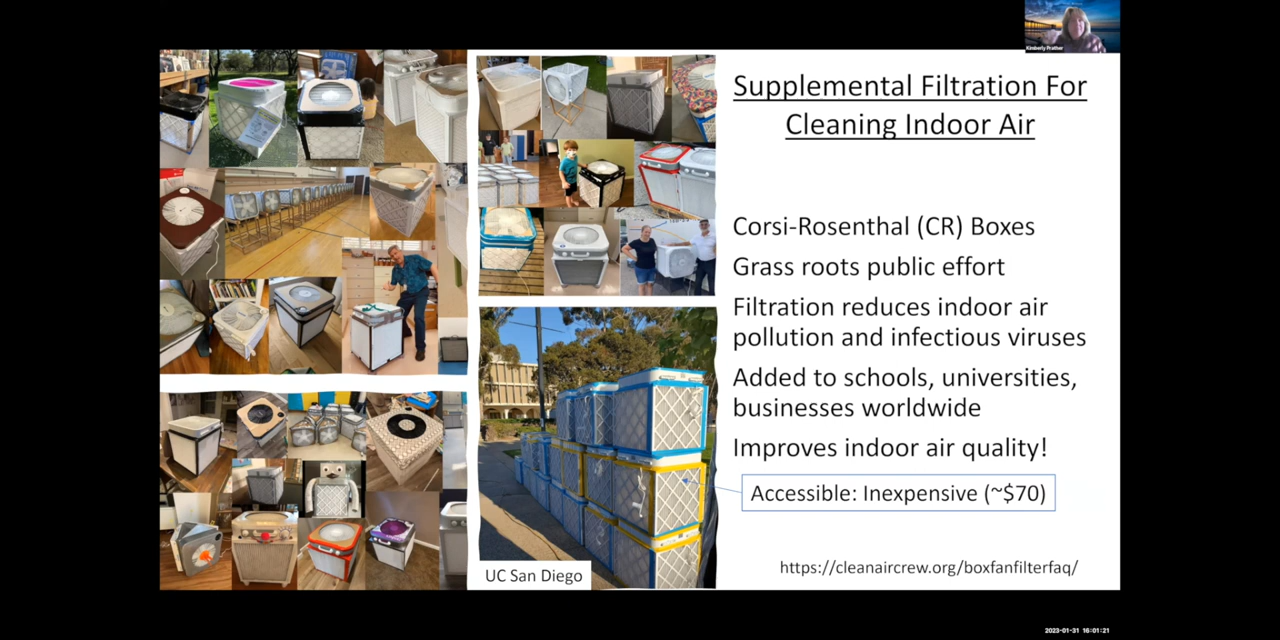 Kimberly Prather
Supplemental Filtration For
Cleaning Indoor Air
Corsi-Rosenthal (CR) Boxes
Grass roots public effort
Filtration reduces indoor air
pollution and infectious viruses
Added to schools, universities,
businesses worldwide
Improves indoor air quality!
Accessible: Inexpensive (~$70)
UC San Diego
https://cleanaircrew.org/boxfanfilterfaq/
2023-01-31 16:01:21